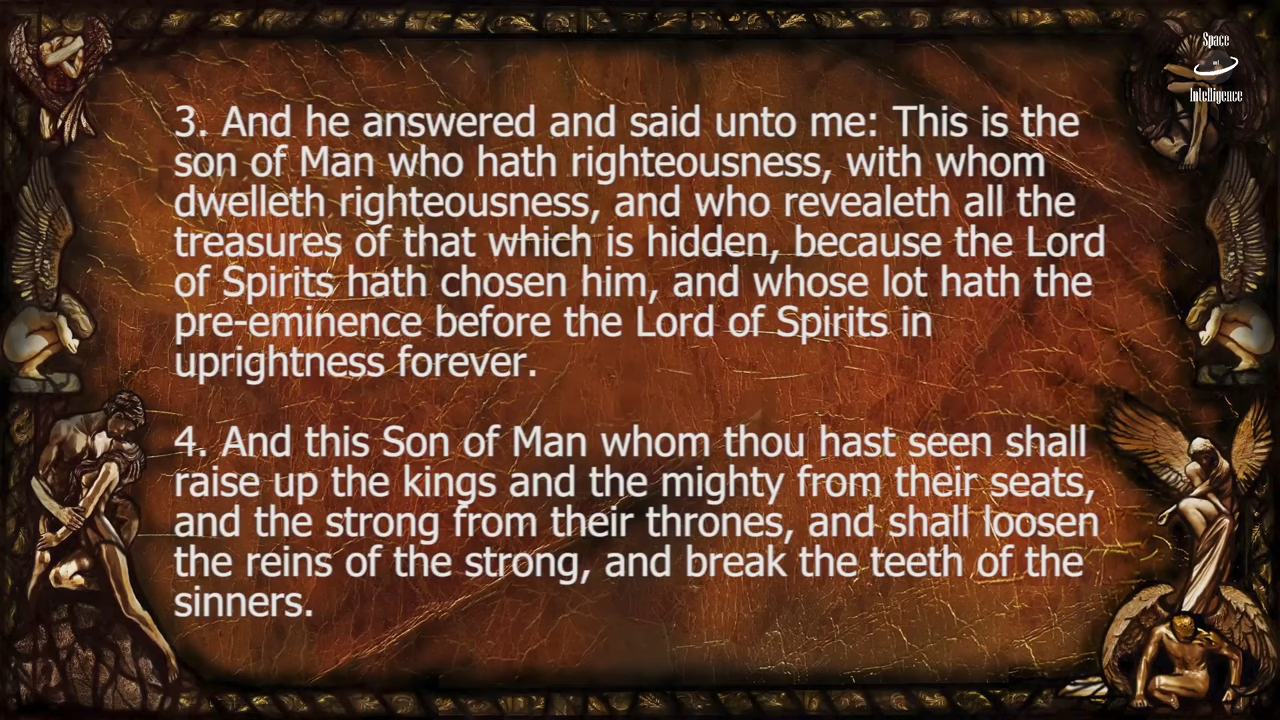 Space
and
Intelligence
3. And he answered and said unto me: This is the
son of Man who hath righteousness, with whom
dwelleth righteousness, and who revealeth all the
treasures of that which is hidden, because the Lord
of Spirits hath chosen him, and whose lot hath the
pre-eminence before the Lord of Spirits in
uprightness forever.
4. And this Son of Man whom thou hast seen shall
raise up the kings and the mighty from their seats,
and the strong from their thrones, and shall loosen
the reins of the strong, and break the teeth of the
sinners.